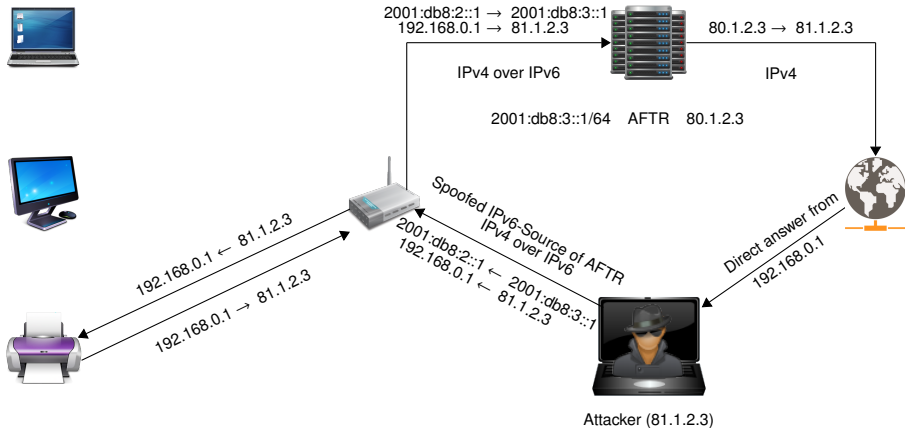 2001:db8:2::1 → 2001:db8:3::1
192.168.0.1 → 81.1.2.3
80.1.2.3 → 81.1.2.3
IPv4 over IPv6
IPv4
2001:db8:3::1/64 AFTR 80.1.2.3
Spoofed IPv6-Source of AFTR
IPv4 over IPv6
2001:db8:2::1 ← 2001:db8:3::1
192.168.0.1 ← 81.1.2.3
Direct answer from
192.168.0.1
192.168.0.1 ← 81.1.2.3
192.168.0.1 → 81.1.2.3
Attacker (81.1.2.3)